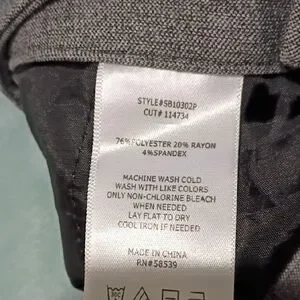 STYLE#SB10302P
CUT# 114734
76%POLYESTER 20% RAYON
4%SPANDEX
MACHINE WASH COLD
WASH WITH LIKE COLORS
ONLY NON-CHLORINE BLEACH
WHEN NEEDED
LAY FLAT TO DRY
COOL IRON IF NEEDED
MADE IN CHINA
RN#58539
30C